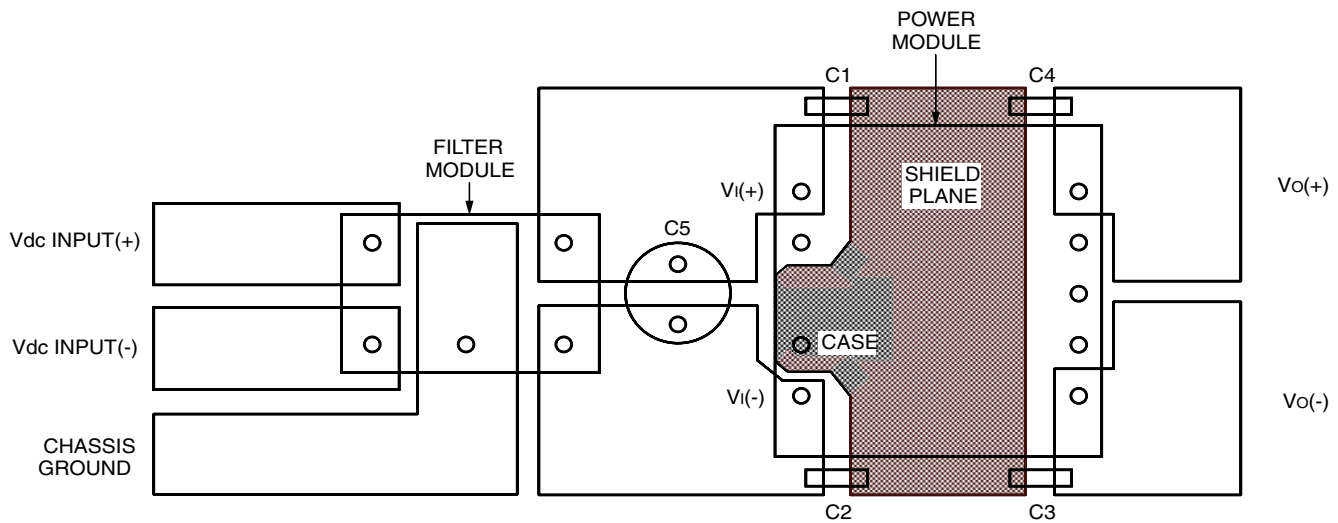 POWER
MODULE
C1
C4
FILTER
MODULE
SHIELD
PLANE
VI(+)
VO(+)
Vdc INPUT(+)
C5
Vdc INPUT(-)
CASE
VI(-)
VO(-)
CHASSIS
GROUND
C2
C3